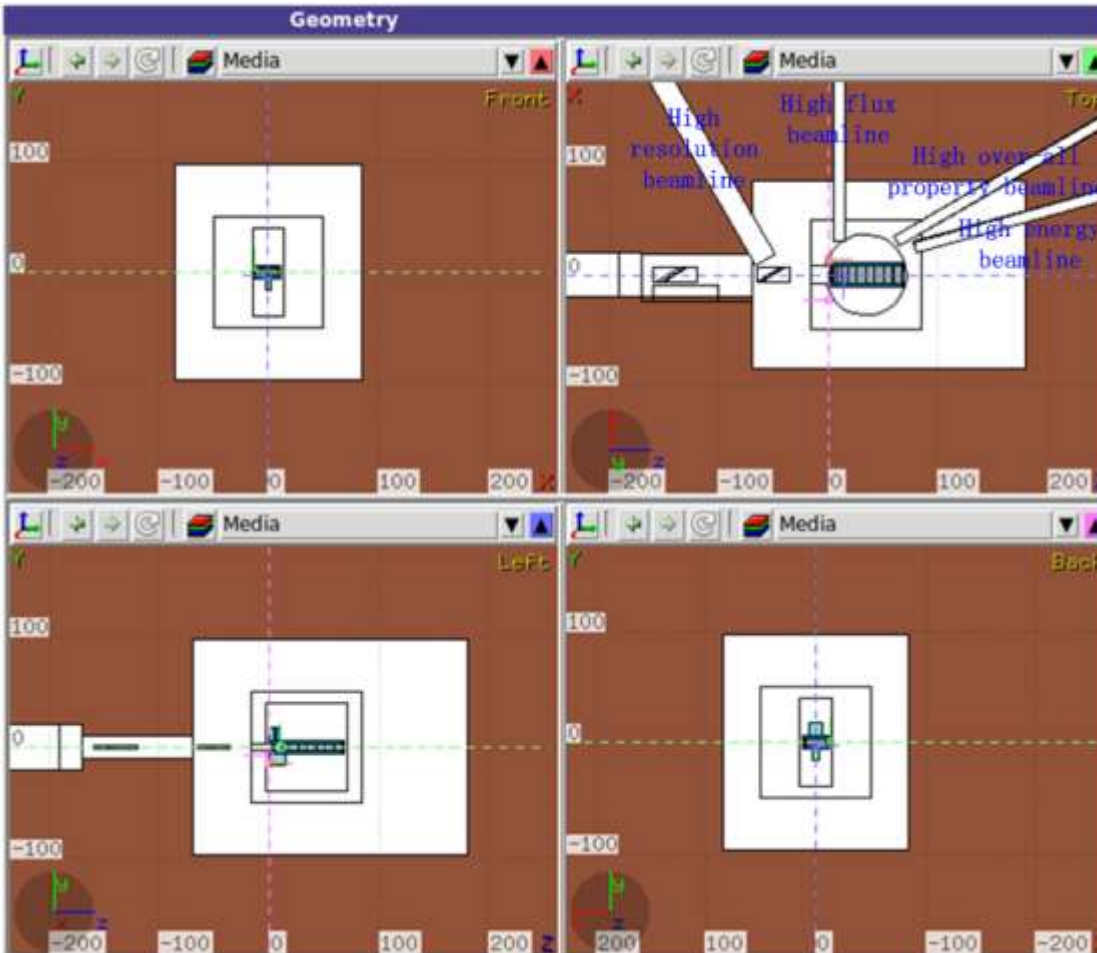 Geometry
Media
Media
Y
Front
X
Top
High
resolution
beamline
High flux
beamline
High over-all
property beamline
High energy
beamline
100
0
-100
100
0
-100
y
z
x
y
z
-200
-100
0
100
200
X
-200
-100
0
100
200
Media
Media
Y
Left
Y
Back
100
0
-100
100
0
-100
y
x
z
y
-200
-100
0
100
200
Z
200
100
0
-100
-200